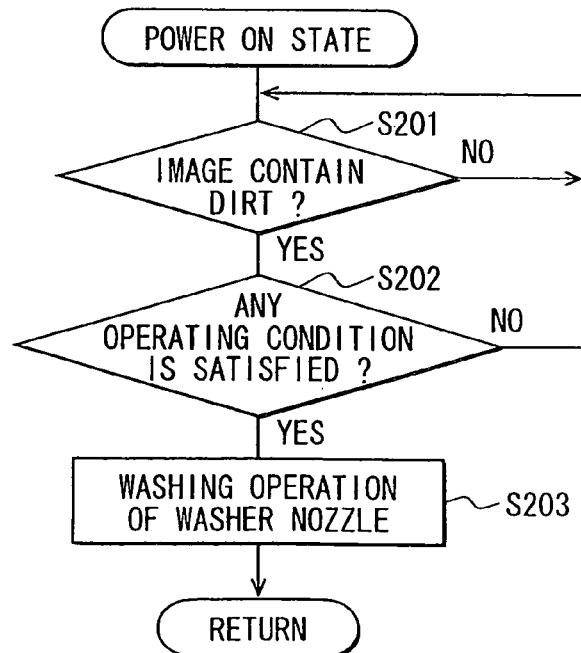 POWER ON STATE
S201
IMAGE CONTAIN
DIRT ?
NO
YES
S202
ANY
OPERATING CONDITION
IS SATISFIED ?
NO
YES
WASHING OPERATION
OF WASHER NOZZLE
S203
RETURN